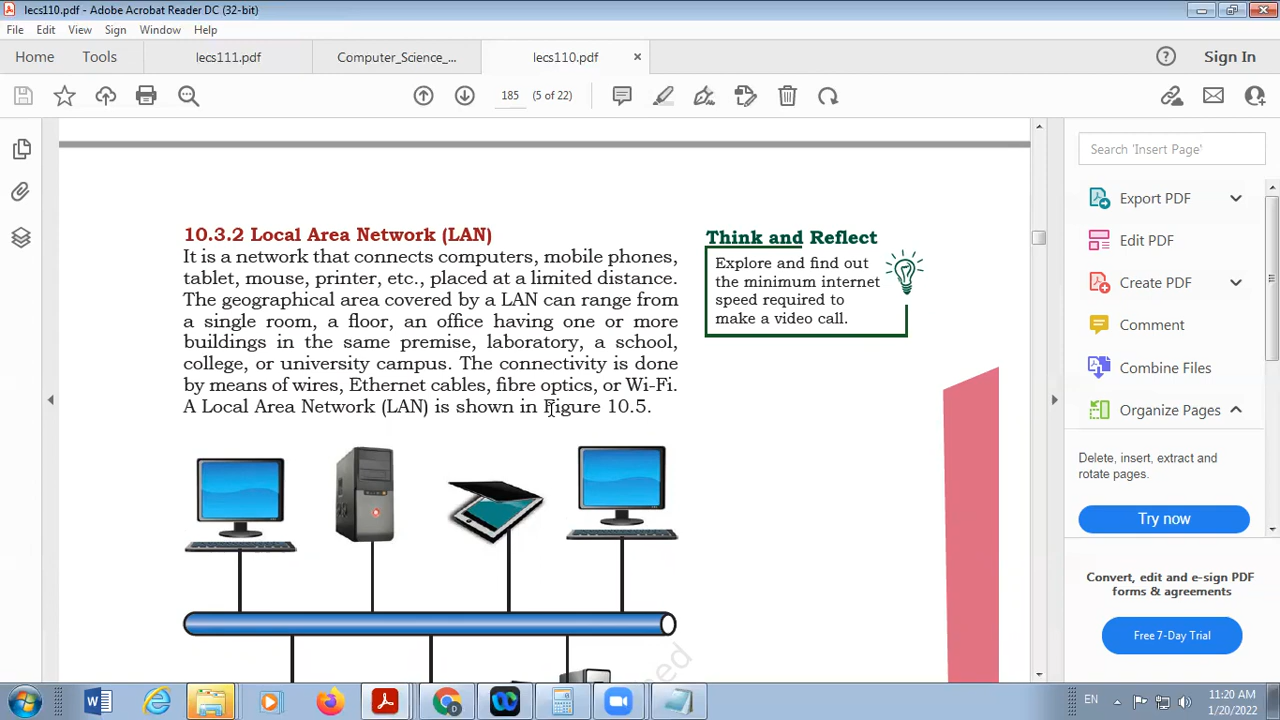 lecs110.pdf - Adobe Acrobat Reader DC (32-bit)
File Edit View Sign Window Help
Home Tools lecs111.pdf Computer_Science_... lecs110.pdf × Sign In
185 (5 of 22)
Search 'Insert Page'
Export PDF
Edit PDF
Create PDF
Comment
Combine Files
Organize Pages
Delete, insert, extract and
rotate pages.
Try now
Convert, edit and e-sign PDF
forms & agreements
Free 7-Day Trial
10.3.2 Local Area Network (LAN)
It is a network that connects computers, mobile phones,
tablet, mouse, printer, etc., placed at a limited distance.
The geographical area covered by a LAN can range from
a single room, a floor, an office having one or more
buildings in the same premise, laboratory, a school,
college, or university campus. The connectivity is done
by means of wires, Ethernet cables, fibre optics, or Wi-Fi.
A Local Area Network (LAN) is shown in Figure 10.5.
Think and Reflect
Explore and find out
the minimum internet
speed required to
make a video call.
EN
11:20 AM
1/20/2022